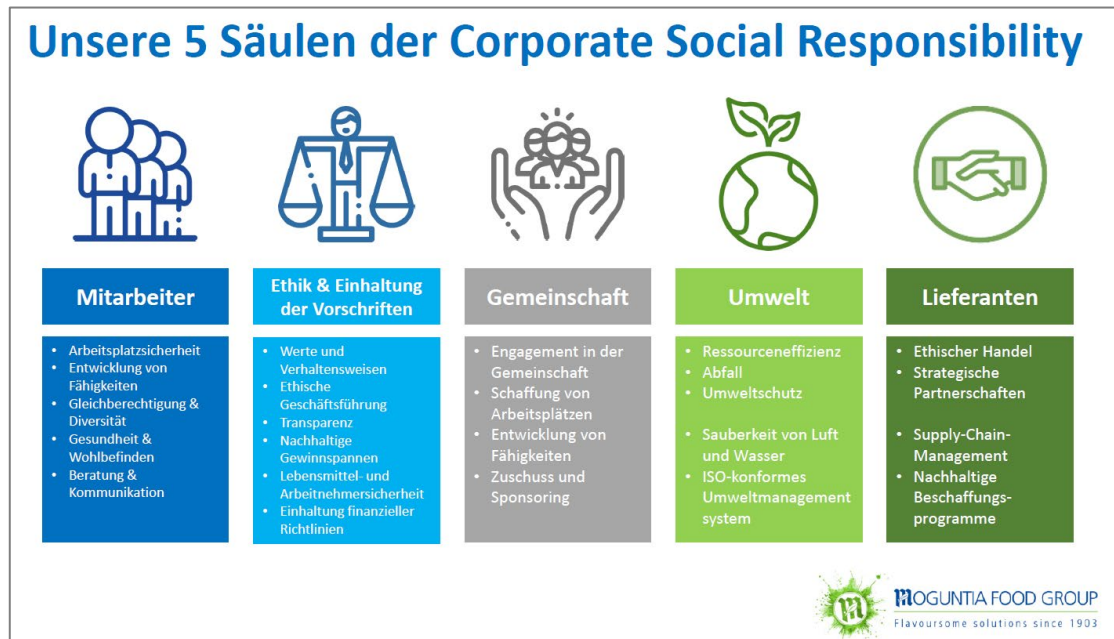 Unsere 5 Säulen der Corporate Social Responsibility
Mitarbeiter
• Arbeitsplatzsicherheit
• Entwicklung von
Fähigkeiten
• Gleichberechtigung &
Diversität
• Gesundheit &
Wohlbefinden
• Beratung &
Kommunikation
Ethik & Einhaltung
der Vorschriften
• Werte und
Verhaltensweisen
• Ethische
Geschäftsführung
• Transparenz
• Nachhaltige
Gewinnspannen
• Lebensmittel- und
Arbeitnehmersicherheit
• Einhaltung finanzieller
Richtlinien
Gemeinschaft
• Engagement in der
Gemeinschaft
• Schaffung von
Arbeitsplätzen
• Entwicklung von
Fähigkeiten
• Zuschuss und
Sponsoring
Umwelt
• Ressourceneffizienz
• Abfall
• Umweltschutz
• Sauberkeit von Luft
und Wasser
• ISO-konformes
Umweltmanagement
system
Lieferanten
• Ethischer Handel
• Strategische
Partnerschaften
• Supply-Chain-
Management
• Nachhaltige
Beschaffungs-
programme
MOGUNTIA FOOD GROUP
Flavoursome solutions since 1903